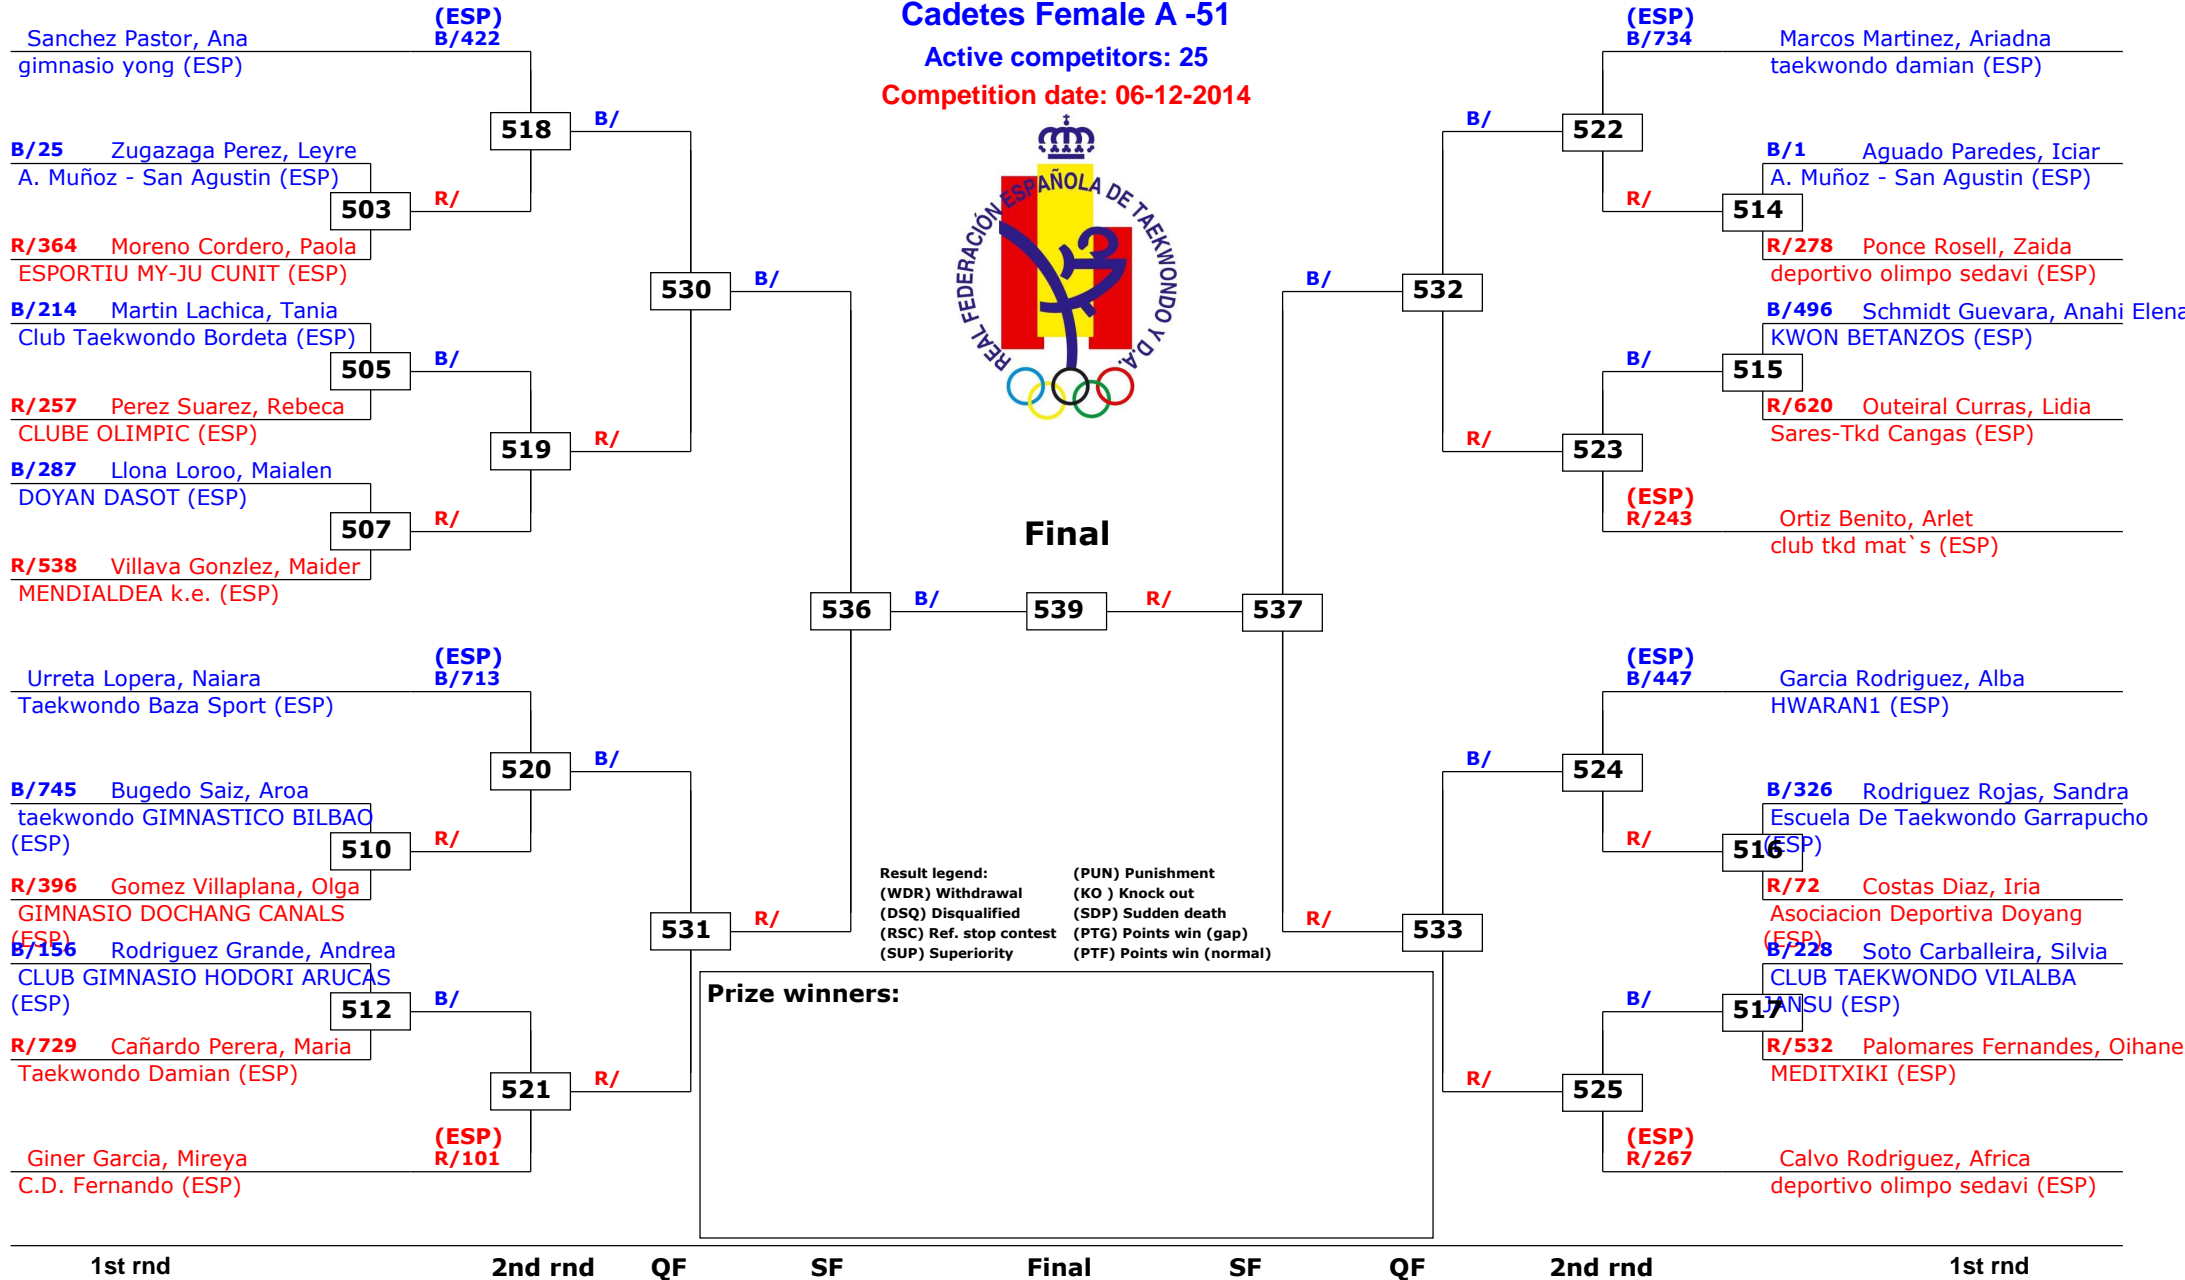 Cadetes Female A -51
Active competitors: 25
Competition date: 06-12-2014
REAL FEDERACIÓN ESPAÑOLA DE TAEKWONDO Y D.A.
(ESP)
Sanchez Pastor, Ana B/422
gimnasio yong (ESP)
518 B/
B/25 Zugazaga Perez, Leyre
A. Muñoz - San Agustin (ESP)
503 R/
R/364 Moreno Cordero, Paola
ESPORTIU MY-JU CUNIT (ESP)
530 B/
B/214 Martin Lachica, Tania
Club Taekwondo Bordeta (ESP)
505 B/
R/257 Perez Suarez, Rebeca
CLUBE OLIMPIC (ESP)
519 R/
B/287 Llona Loroo, Maialen
DOYAN DASOT (ESP)
507 R/
R/538 Villava Gonzlez, Maider
MENDIALDEA k.e. (ESP)
Final
536 B/ 539 R/ 537
(ESP)
Urreta Lopera, Naiara B/713
Taekwondo Baza Sport (ESP)
520 B/
B/745 Bugedo Saiz, Aroa
taekwondo GIMNASTICO BILBAO
(ESP)
510 R/
R/396 Gomez Villaplana, Olga
GIMNASIO DOCHANG CANALS
(ESP)
531 R/
B/156 Rodriguez Grande, Andrea
CLUB GIMNASIO HODORI ARUCAS
(ESP)
512 B/
R/729 Cañardo Perera, Maria
Taekwondo Damian (ESP)
521 R/
(ESP)
Giner Garcia, Mireya R/101
C.D. Fernando (ESP)
(ESP)
B/734 Marcos Martinez, Ariadna
taekwondo damian (ESP)
B/ 522
B/1 Aguado Paredes, Iciar
A. Muñoz - San Agustin (ESP)
R/ 514
R/278 Ponce Rosell, Zaida
deportivo olimpo sedavi (ESP)
B/ 532
B/496 Schmidt Guevara, Anahi Elena
KWON BETANZOS (ESP)
B/ 515
R/620 Outeiral Curras, Lidia
Sares-Tkd Cangas (ESP)
R/ 523
(ESP)
R/243 Ortiz Benito, Arlet
club tkd mat`s (ESP)
(ESP)
B/447 Garcia Rodriguez, Alba
HWARAN1 (ESP)
B/ 524
B/326 Rodriguez Rojas, Sandra
Escuela De Taekwondo Garrapucho
(ESP)
R/ 516
R/72 Costas Diaz, Iria
Asociacion Deportiva Doyang
(ESP)
R/ 533
B/228 Soto Carballeira, Silvia
CLUB TAEKWONDO VILALBA
JANSU (ESP)
B/ 517
R/532 Palomares Fernandes, Oihane
MEDITXIKI (ESP)
R/ 525
(ESP)
R/267 Calvo Rodriguez, Africa
deportivo olimpo sedavi (ESP)
Result legend: (PUN) Punishment
(WDR) Withdrawal (KO ) Knock out
(DSQ) Disqualified (SDP) Sudden death
(RSC) Ref. stop contest (PTG) Points win (gap)
(SUP) Superiority (PTF) Points win (normal)
Prize winners:
1st rnd 2nd rnd QF SF Final SF QF 2nd rnd 1st rnd